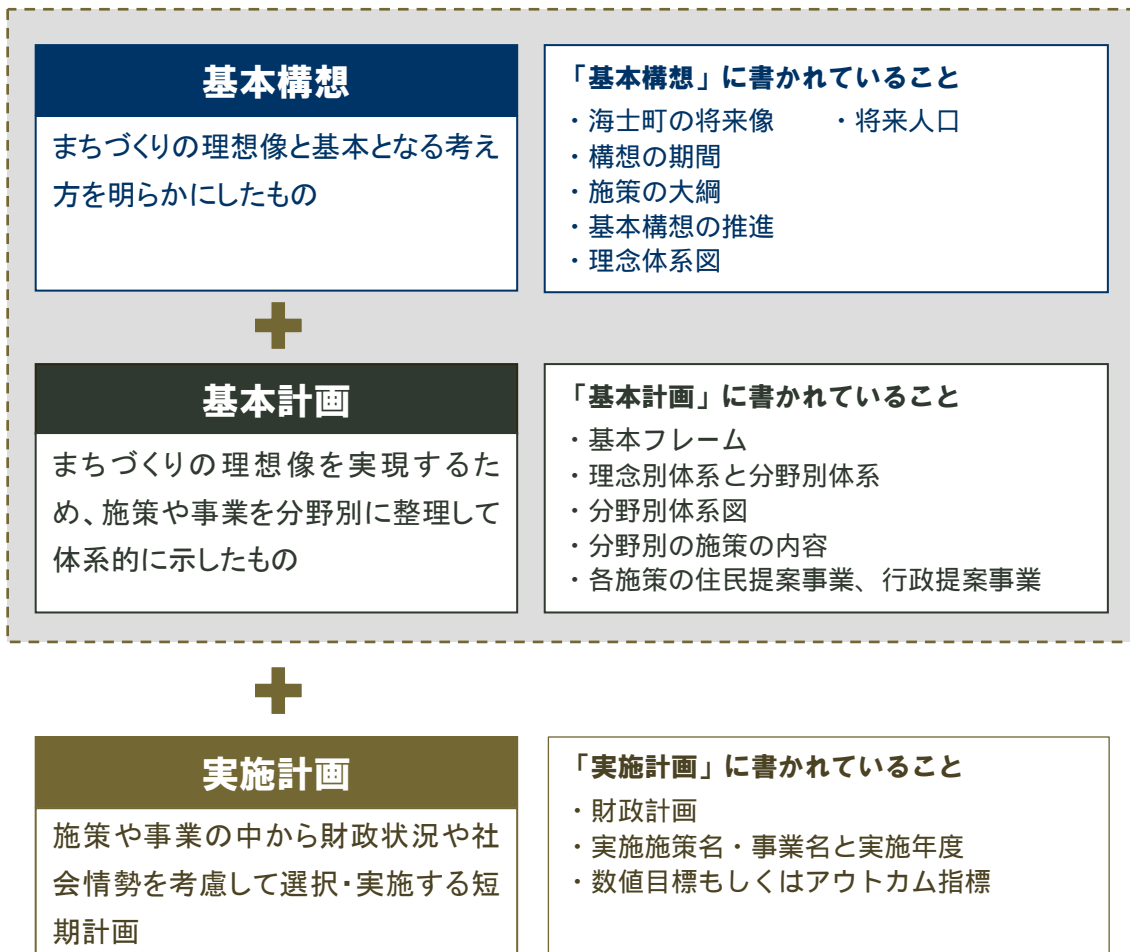 基本構想
まちづくりの理想像と基本となる考え
方を明らかにしたもの
「基本構想」に書かれていること
・海士町の将来像　　・将来人口
・構想の期間
・施策の大綱
・基本構想の推進
・理念体系図
基本計画
まちづくりの理想像を実現するた
め、施策や事業を分野別に整理して
体系的に示したもの
「基本計画」に書かれていること
・基本フレーム
・理念別体系と分野別体系
・分野別体系図
・分野別の施策の内容
・各施策の住民提案事業、行政提案事業
実施計画
施策や事業の中から財政状況や社
会情勢を考慮して選択・実施する短
期計画
「実施計画」に書かれていること
・財政計画
・実施施策名・事業名と実施年度
・数値目標もしくはアウトカム指標